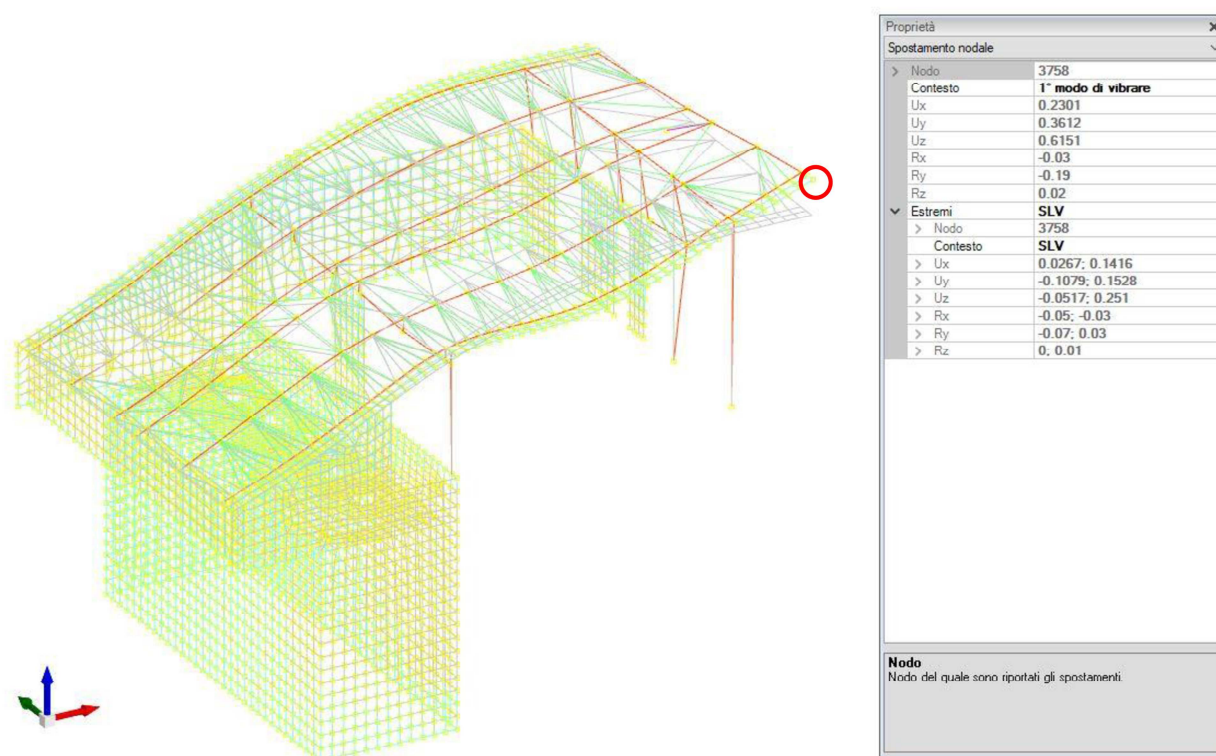 Proprietà
Spostamento nodale
Nodo 3758
Contesto 1^ modo di vibrare
Ux 0.2301
Uy 0.3612
Uz 0.6151
Rx -0.03
Ry -0.19
Rz 0.02
Estremi SLV
Nodo 3758
Contesto SLV
Ux 0.0267; 0.1416
Uy -0.1079; 0.1528
Uz -0.0517; 0.251
Rx -0.05; -0.03
Ry -0.07; 0.03
Rz 0; 0.01
Nodo
Nodo del quale sono riportati gli spostamenti.